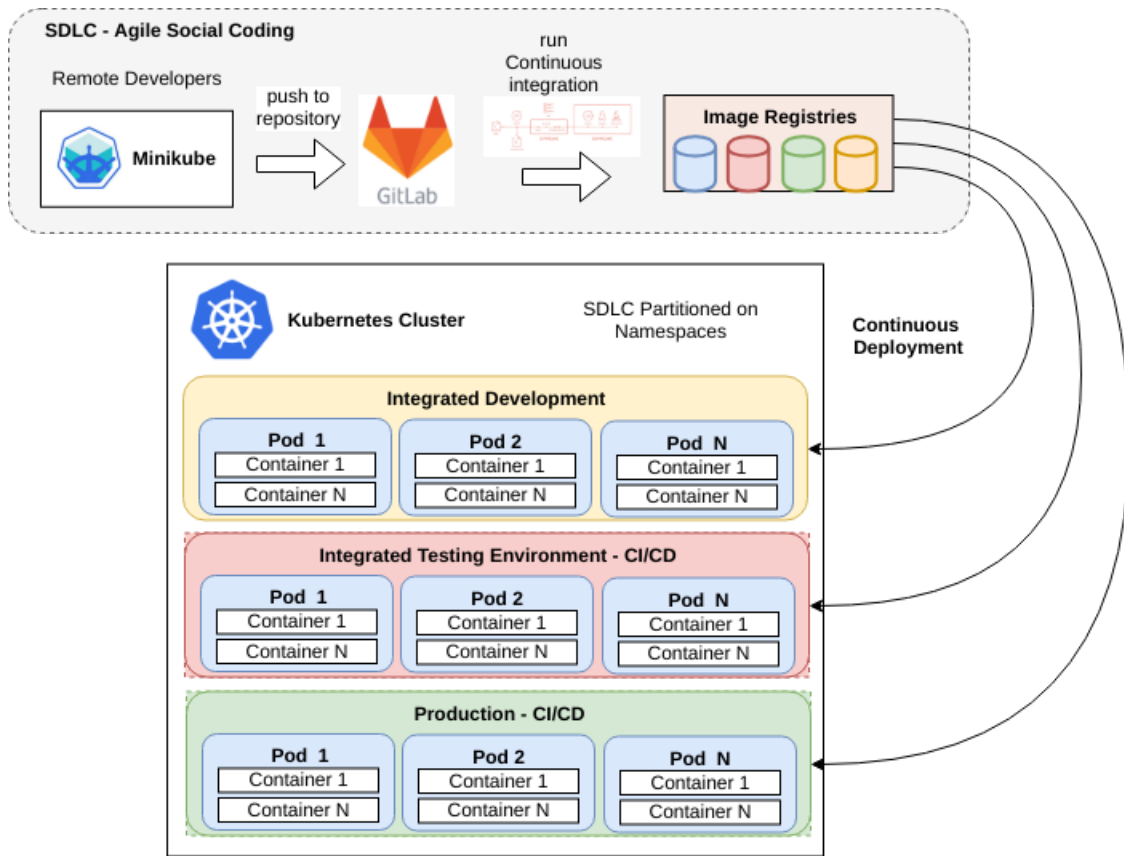 SDLC - Agile Social Coding
Remote Developers
Minikube
push to
repository
GitLab
run
Continuous
integration
Image Registries
Kubernetes Cluster
SDLC Partitioned on
Namespaces
Continuous
Deployment
Integrated Development
Pod 1
Container 1
Container N
Pod 2
Container 1
Container N
Pod N
Container 1
Container N
Integrated Testing Environment - CI/CD
Pod 1
Container 1
Container N
Pod 2
Container 1
Container N
Pod N
Container 1
Container N
Production - CI/CD
Pod 1
Container 1
Container N
Pod 2
Container 1
Container N
Pod N
Container 1
Container N